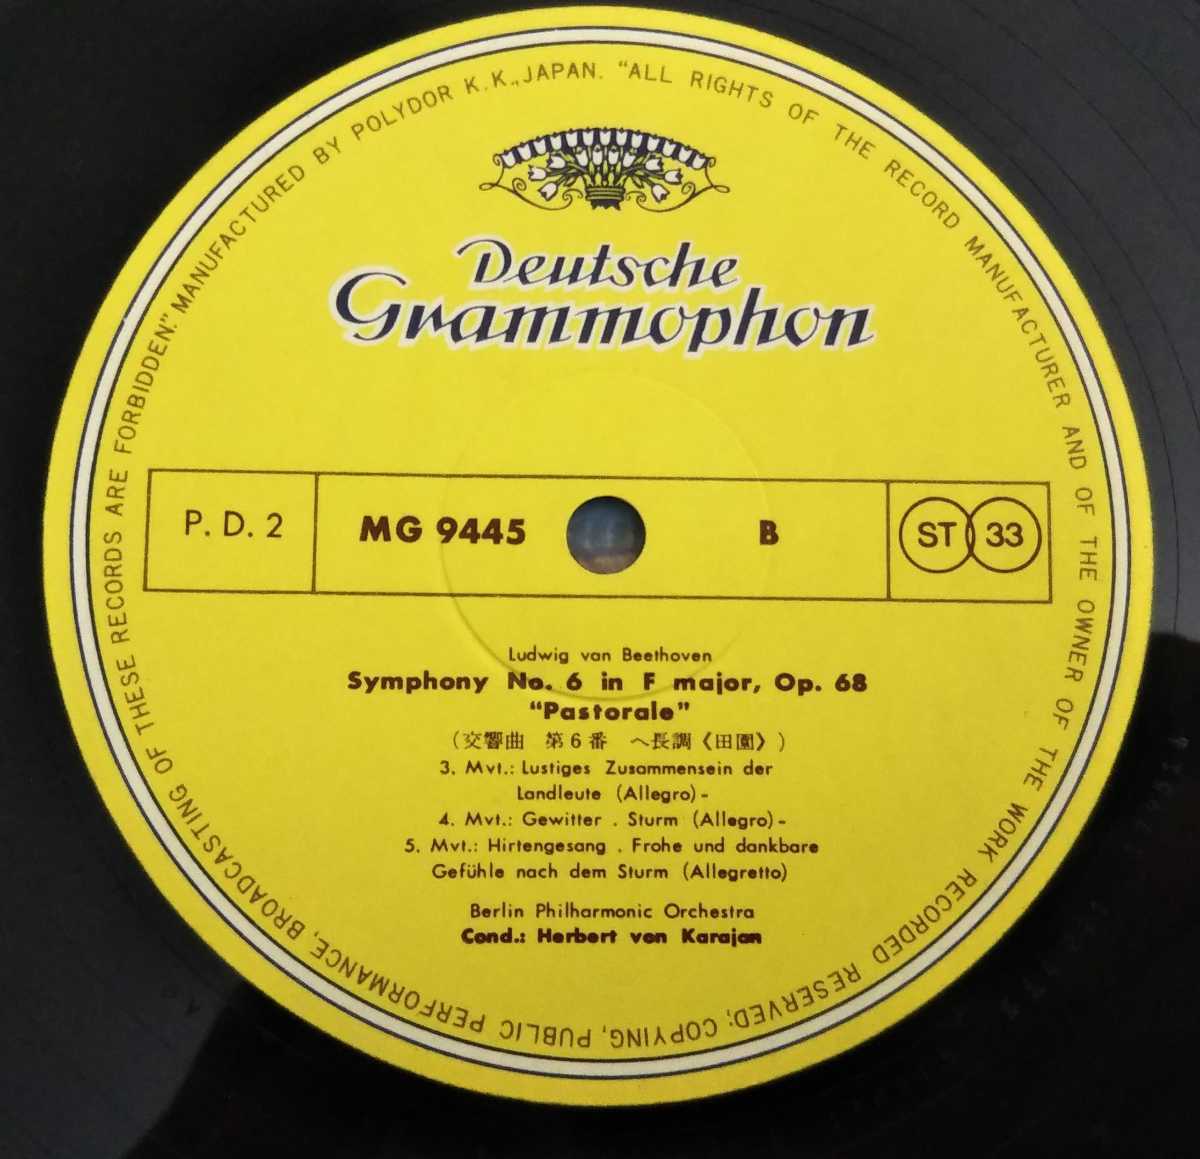 MANUFACTURED BY POLYDOR K.K., JAPAN. "ALL RIGHTS OF THE RECORD MANUFACTURER AND OF THE OWNER OF THE WORK RECORDED RESERVED; COPYING, PUBLIC PERFORMANCE, BROADCASTING OF THESE RECORDS ARE FORBIDDEN."
Deutsche
Grammophon
P. D. 2 MG 9445 B ST 33
Ludwig van Beethoven
Symphony No. 6 in F major, Op. 68
"Pastorale"
(交響曲 第6番 ヘ長調《田園》)
3. Mvt.: Lustiges Zusammensein der
Landleute (Allegro)-
4. Mvt.: Gewitter . Sturm (Allegro)-
5. Mvt.: Hirtengesang . Frohe und dankbare
Gefühle nach dem Sturm (Allegretto)
Berlin Philharmonic Orchestra
Cond.: Herbert von Karajan